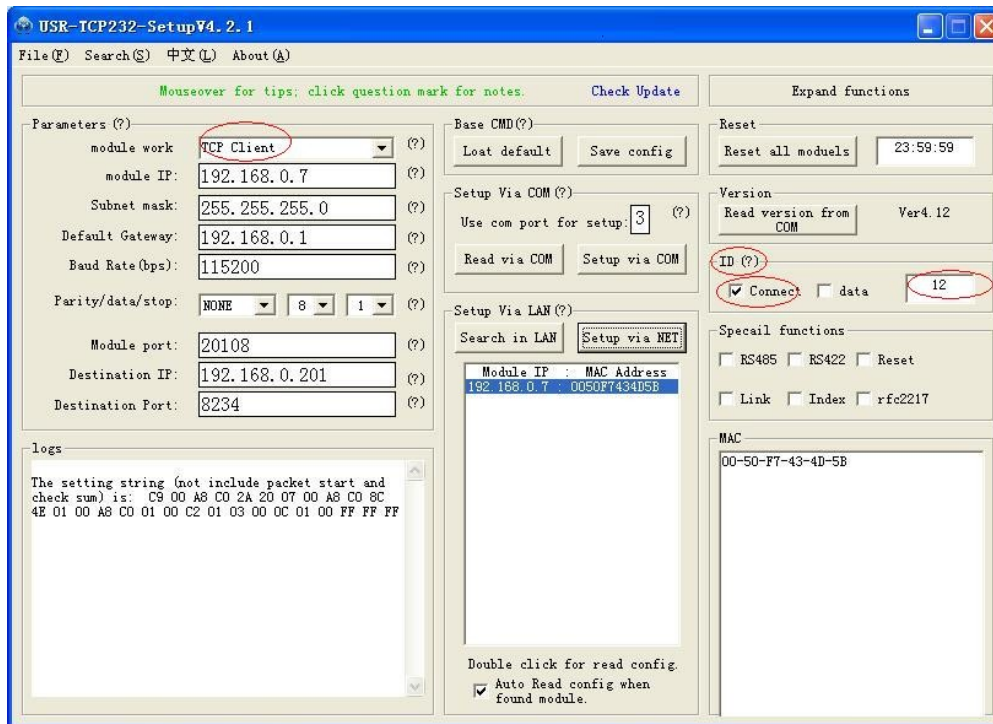 USR-TCP232-SetupV4.2.1
File(F) Search(S) 中文(L) About(A)
Mouseover for tips; click question mark for notes. Check Update
Expand functions
Parameters (?)
module work TCP Client (?)
module IP: 192.168.0.7 (?)
Subnet mask: 255.255.255.0 (?)
Default Gateway: 192.168.0.1 (?)
Baud Rate(bps): 115200 (?)
Parity/data/stop: NONE 8 1 (?)
Module port: 20108 (?)
Destination IP: 192.168.0.201 (?)
Destination Port: 8234 (?)
logs
The setting string (not include packet start and
check sum) is: C9 00 A8 C0 2A 20 07 00 A8 C0 8C
4E 01 00 A8 C0 01 00 C2 01 03 00 0C 01 00 FF FF FF
Base CMD(?)
Loat default Save config
Setup Via COM(?)
Use com port for setup: 3 (?)
Read via COM Setup via COM
Setup Via LAN(?)
Search in LAN Setup via NET
Module IP : MAC Address
192.168.0.7 : 0050F7434D5B
Double click for read config.
Auto Read config when
found module.
Reset
Reset all moduels 23:59:59
Version
Read version from
COM
Ver4.12
ID (?)
Connect data 12
Specail functions
RS485 RS422 Reset
Link Index rfc2217
MAC
00-50-F7-43-4D-5B